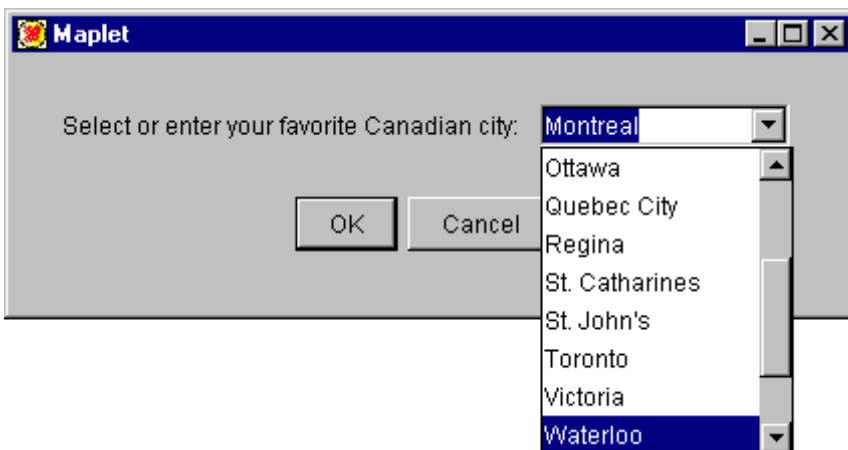 Maplet
Select or enter your favorite Canadian city: Montreal
Ottawa
Quebec City
Regina
St. Catharines
St. John's
Toronto
Victoria
Waterloo
OK Cancel